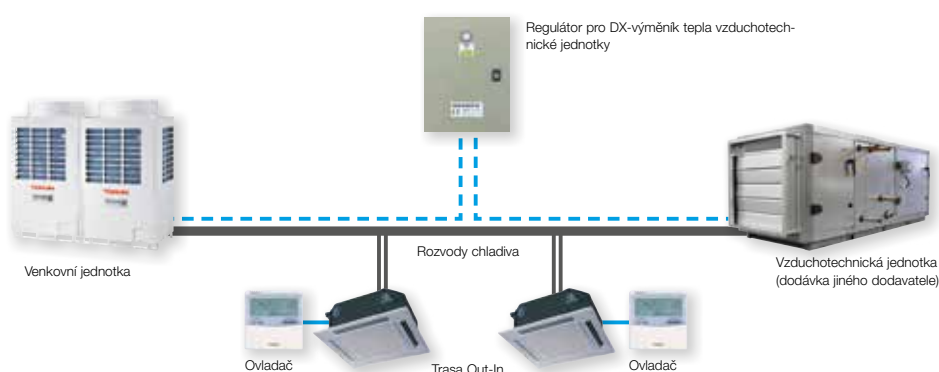 Regulátor pro DX-výměník tepla vzduchotech-
nické jednotky
Rozvody chladiva
Venkovní jednotka
Vzduchotechnická jednotka
(dodávka jiného dodavatele)
Ovladač
Trasa Out-In
Ovladač